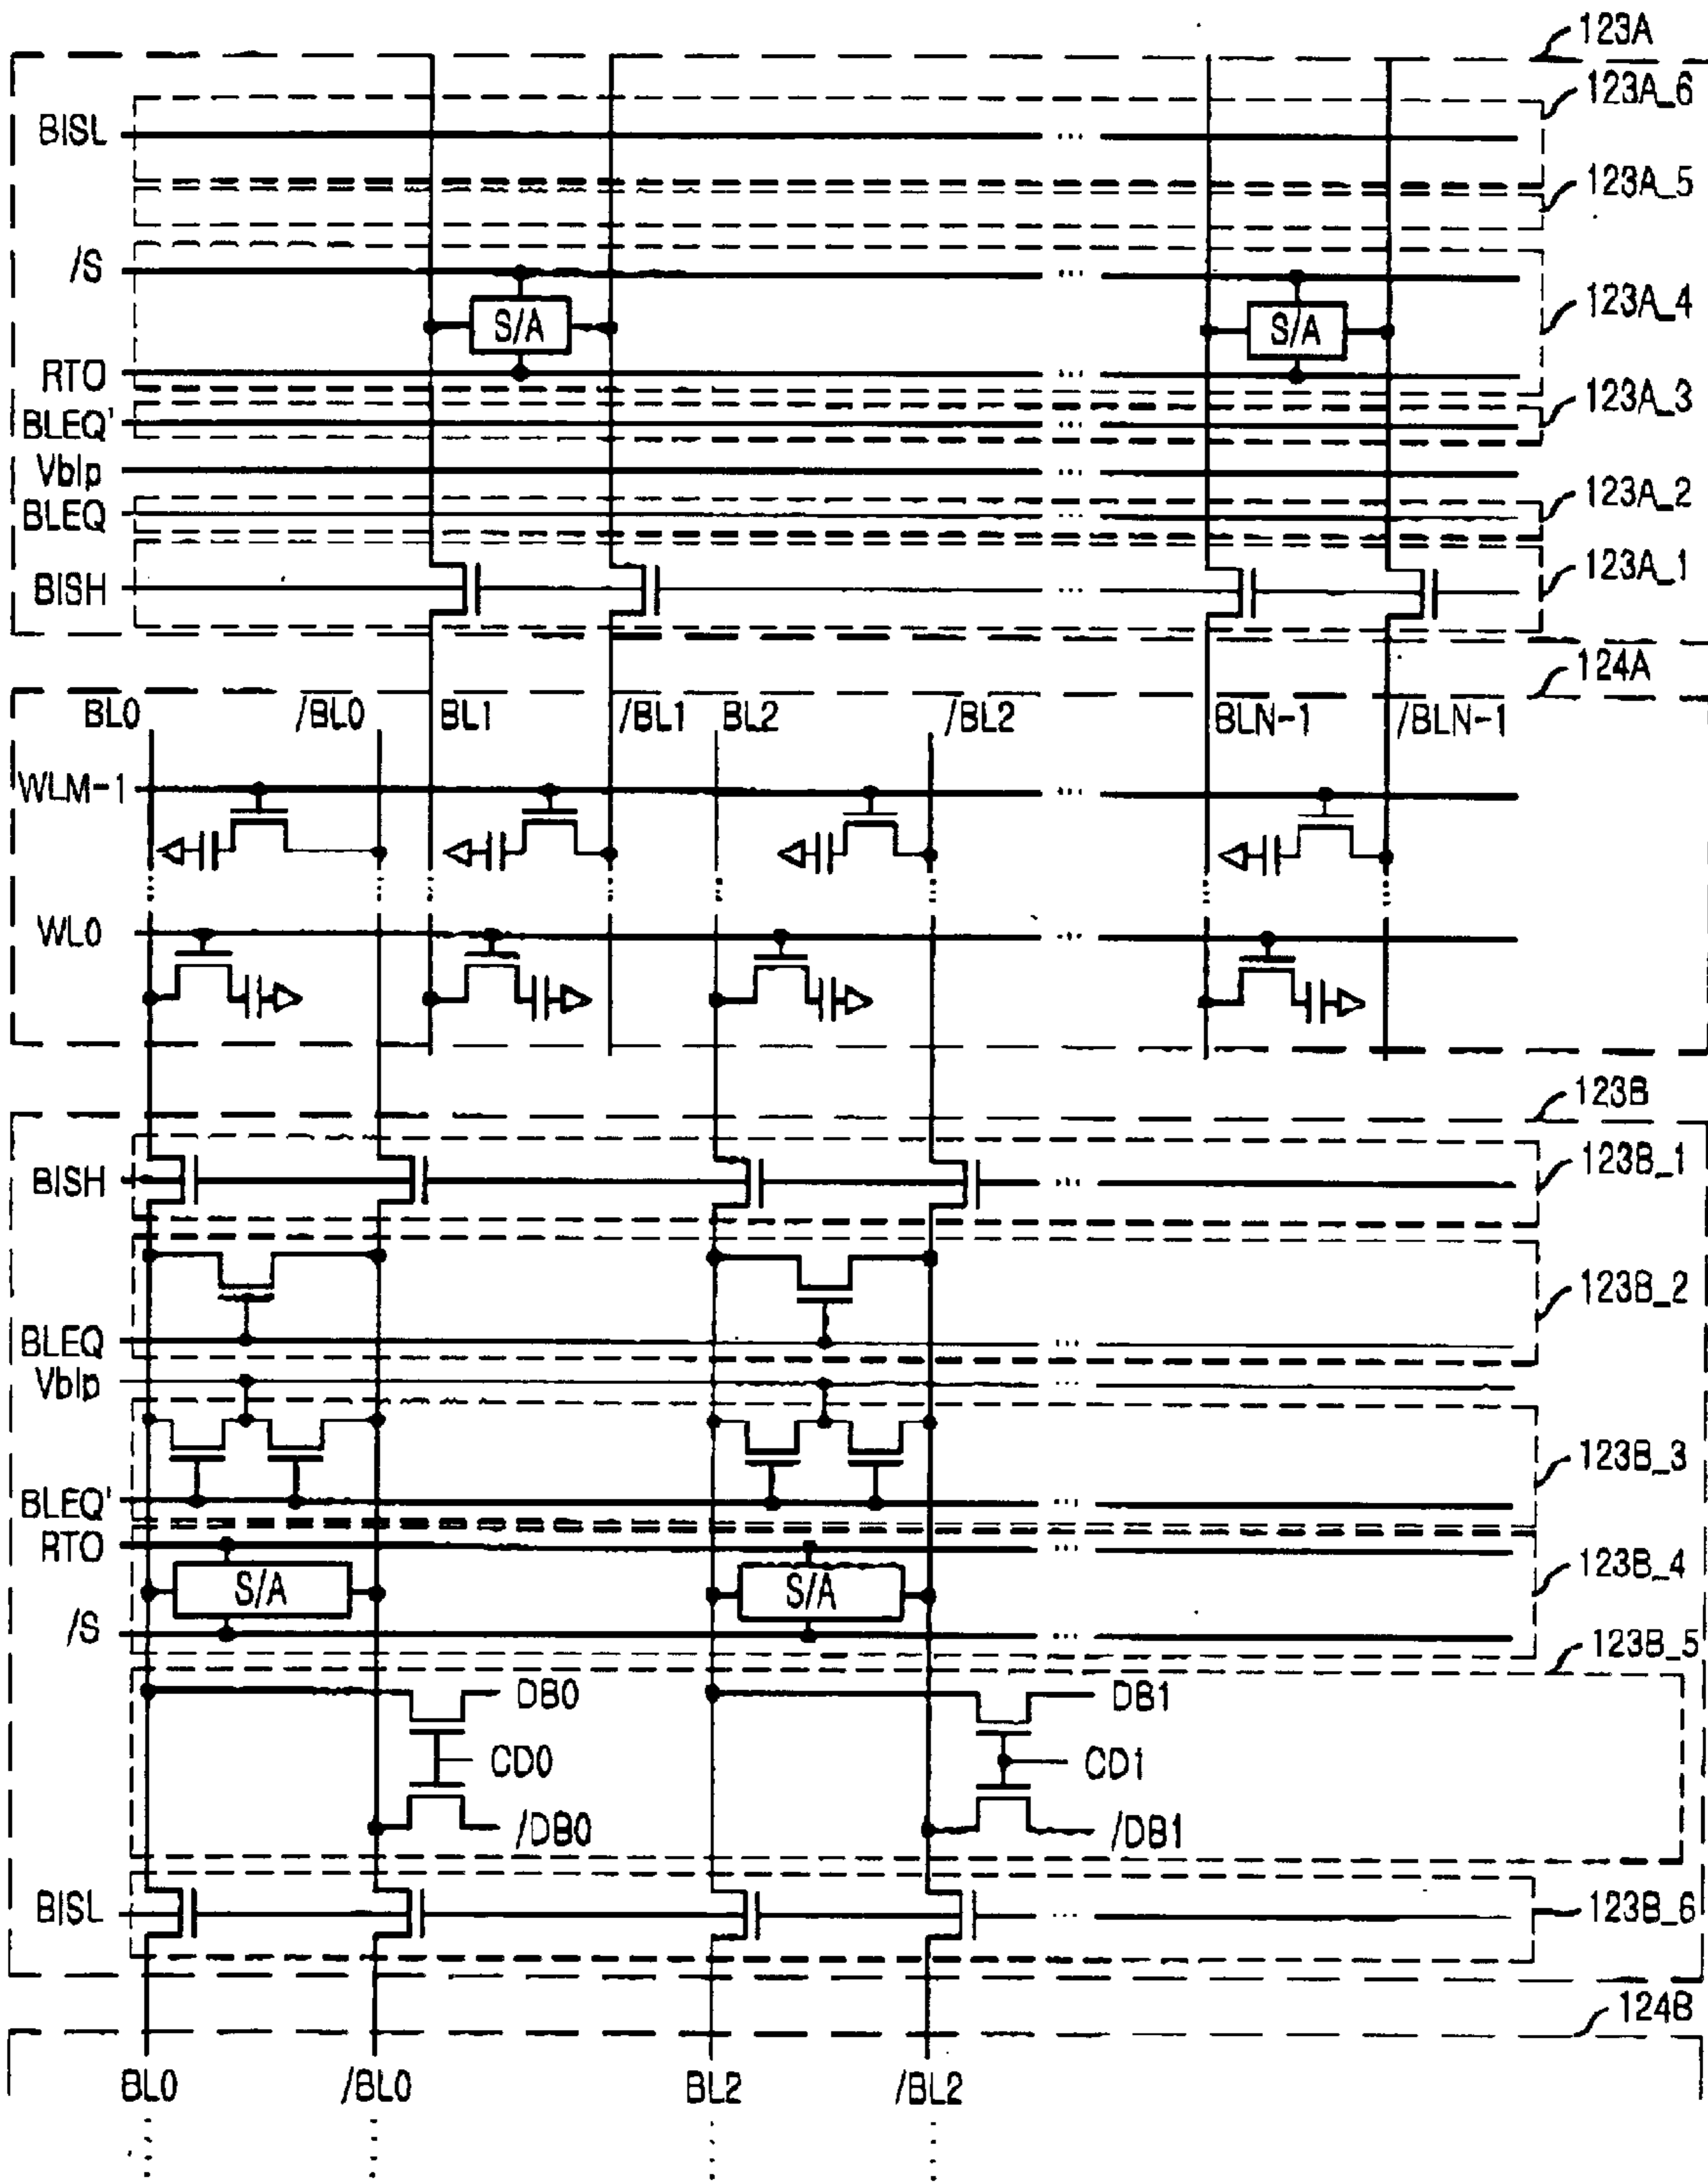 123A
123A_6
BISL
123A_5
/S
S/A S/A
123A_4
RTO
123A_3
BLEQ'
Vblp
123A_2
BLEQ
123A_1
BISH
124A
BL0 /BL0 BL1 /BL1 BL2 /BL2 BLN-1 /BLN-1
WLM-1
WL0
123B
BISH
123B_1
123B_2
BLEQ
Vblp
123B_3
BLEQ'
RTO
S/A S/A
123B_4
/S
123B_5
DB0 DB1
CD0 CD1
/DB0 /DB1
BISL
123B_6
124B
BL0 /BL0 BL2 /BL2